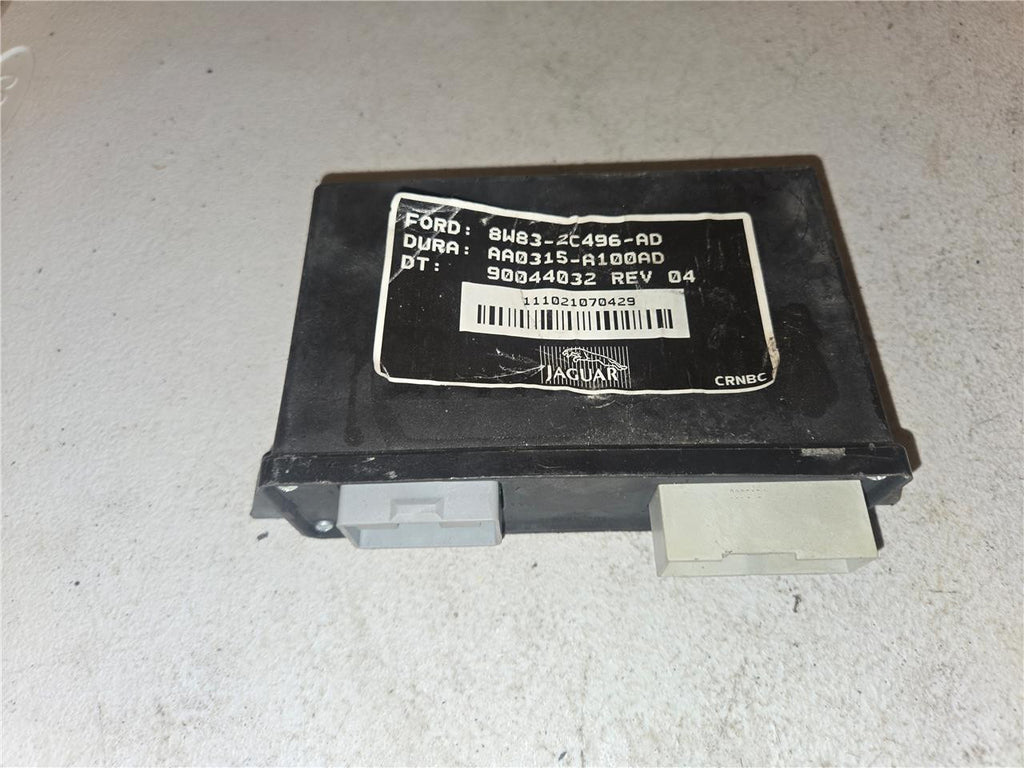 FORD: 8W83-2C496-AD
DURA: AA0315-A100AD
DT: 90044032 REV 04
111021070429
JAGUAR
CRNBC